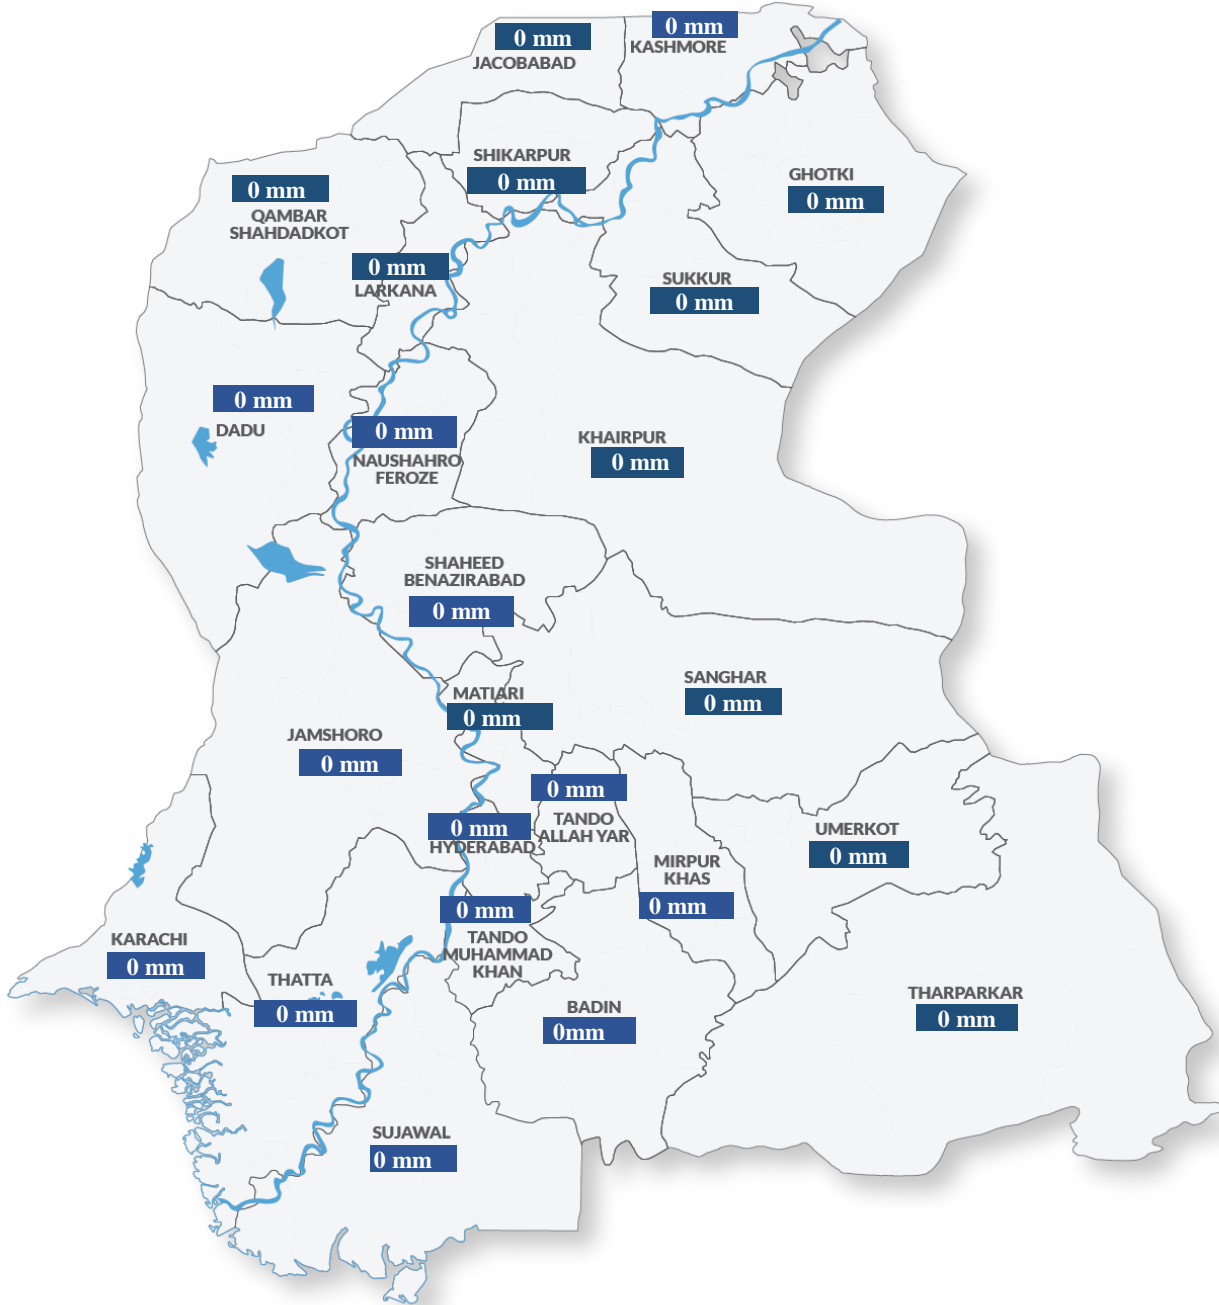 0 mm
KASHMORE
0 mm
JACOBABAD
SHIKARPUR
0 mm
GHOTKI
0 mm
0 mm
QAMBAR
SHAHDADKOT
0 mm
LARKANA
SUKKUR
0 mm
0 mm
DADU
0 mm
NAUSHAHRO
FEROZE
KHAIRPUR
0 mm
SHAHEED
BENAZIRABAD
0 mm
SANGHAR
0 mm
MATIARI
0 mm
JAMSHORO
0 mm
0 mm
TANDO
ALLAH YAR
0 mm
HYDERABAD
UMERKOT
0 mm
MIRPUR
KHAS
0 mm
0 mm
TANDO
MUHAMMAD
KHAN
KARACHI
0 mm
THATTA
0 mm
BADIN
0mm
THARPARKAR
0 mm
SUJAWAL
0 mm